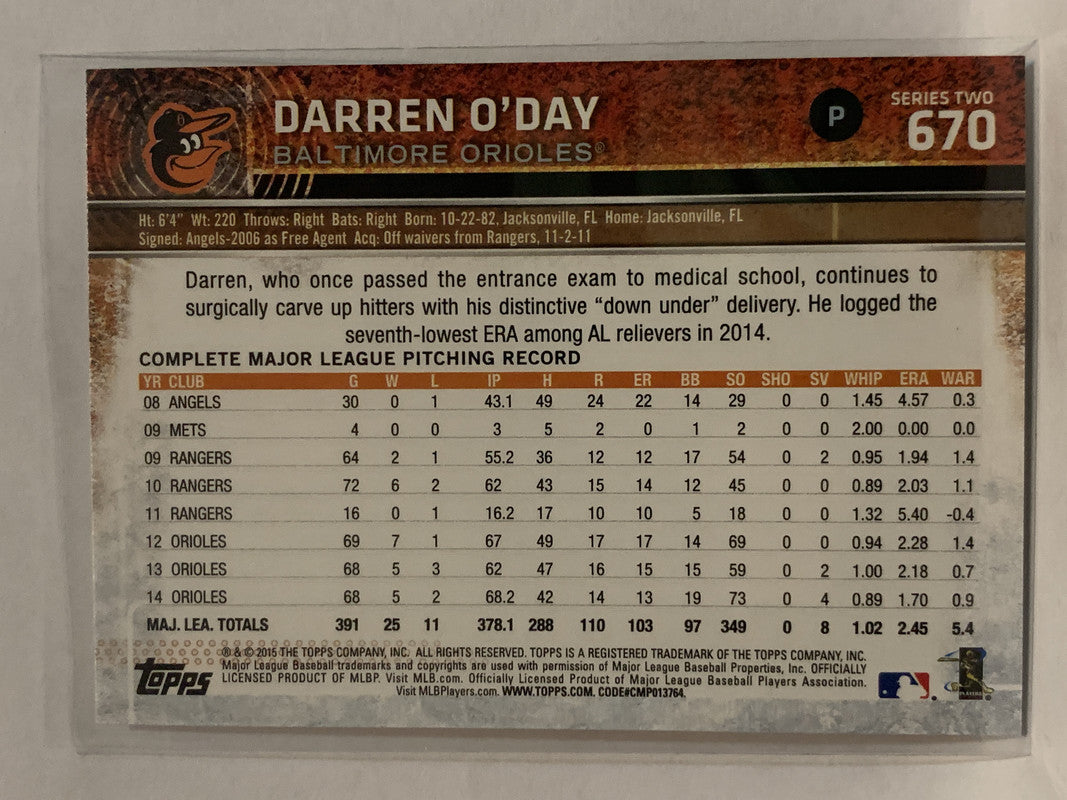 DARREN O'DAY
BALTIMORE ORIOLES®
P
SERIES TWO
670
Ht: 6'4" Wt: 220 Throws: Right Bats: Right Born: 10-22-82, Jacksonville, FL Home: Jacksonville, FL
Signed: Angels-2006 as Free Agent Acq: Off waivers from Rangers, 11-2-11
Darren, who once passed the entrance exam to medical school, continues to
surgically carve up hitters with his distinctive “down under” delivery. He logged the
seventh-lowest ERA among AL relievers in 2014.
COMPLETE MAJOR LEAGUE PITCHING RECORD
YR CLUB G W L IP H R ER BB SO SHO SV WHIP ERA WAR
08 ANGELS 30 0 1 43.1 49 24 22 14 29 0 0 1.45 4.57 0.3
09 METS 4 0 0 3 5 2 0 1 2 0 0 2.00 0.00 0.0
09 RANGERS 64 2 1 55.2 36 12 12 17 54 0 2 0.95 1.94 1.4
10 RANGERS 72 6 2 62 43 15 14 12 45 0 0 0.89 2.03 1.1
11 RANGERS 16 0 1 16.2 17 10 10 5 18 0 0 1.32 5.40 -0.4
12 ORIOLES 69 7 1 67 49 17 17 14 69 0 0 0.94 2.28 1.4
13 ORIOLES 68 5 3 62 47 16 15 15 59 0 2 1.00 2.18 0.7
14 ORIOLES 68 5 2 68.2 42 14 13 19 73 0 4 0.89 1.70 0.9
MAJ. LEA. TOTALS 391 25 11 378.1 288 110 103 97 349 0 8 1.02 2.45 5.4
® & © 2015 THE TOPPS COMPANY, INC. ALL RIGHTS RESERVED. TOPPS IS A REGISTERED TRADEMARK OF THE TOPPS COMPANY, INC.
Major League Baseball trademarks and copyrights are used with permission of Major League Baseball Properties, Inc. OFFICIALLY
LICENSED PRODUCT OF MLBP. Visit MLB.com. Officially Licensed Product of Major League Baseball Players Association.
Visit MLBPlayers.com. WWW.TOPPS.COM. CODE#CMP013764.
topps
PLAYERS